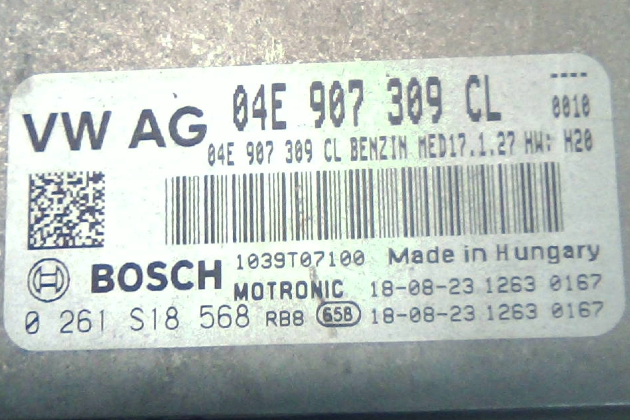 VW AG 04E 907 309 CL ----
0010
04E 907 309 CL BENZIN MED17.1.27 HW: H20
1039T07100 Made in Hungary
BOSCH MOTRONIC 18-08-23 1263 0167
0 261 S18 568 RB8 658 18-08-23 1263 0167